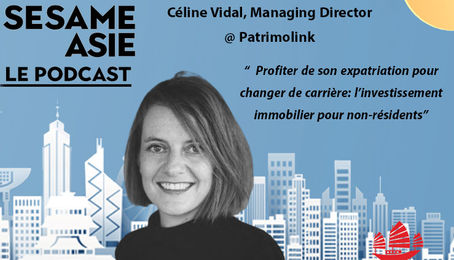 SESAME
ASIE
LE PODCAST
Céline Vidal, Managing Director
@ Patrimolink
“ Profiter de son expatriation pour
changer de carrière: l’investissement
immobilier pour non-résidents”